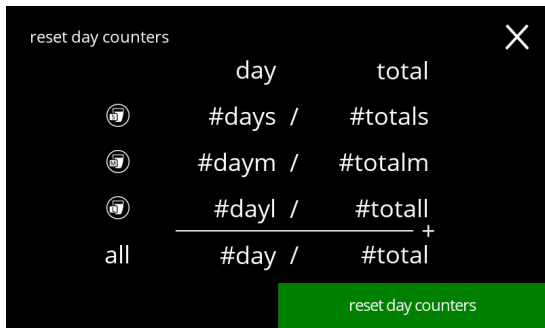 reset day counters
day total
S #days / #totals
M #daym / #totalm
L #dayl / #totall
+
all #day / #total
reset day counters